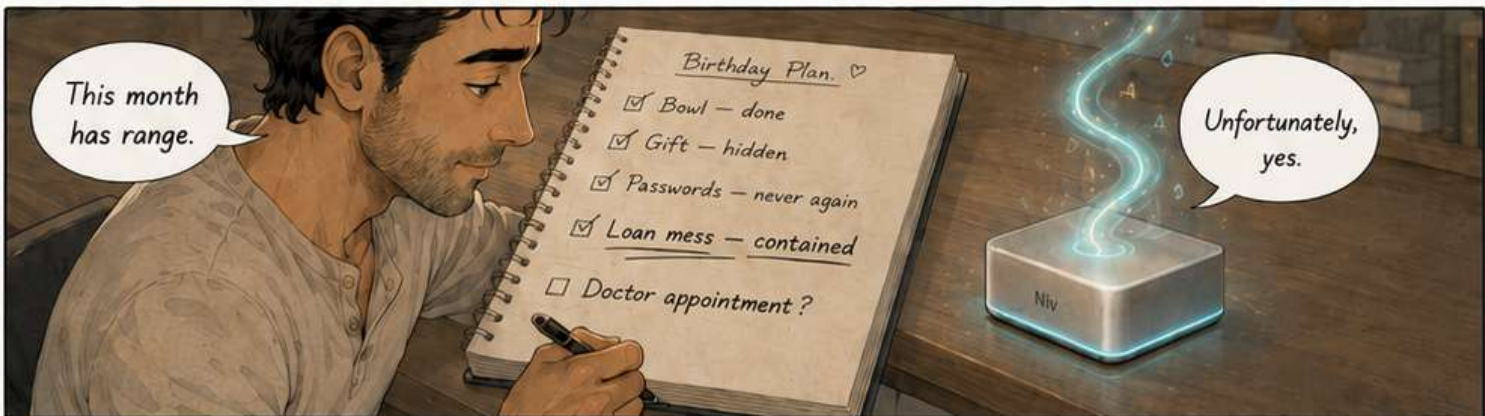 This month
has range.
Birthday Plan. ♡
☑ Bowl — done
☑ Gift — hidden
☑ Passwords — never again
☑ Loan mess — contained
☐ Doctor appointment?
Unfortunately,
yes.
Niv